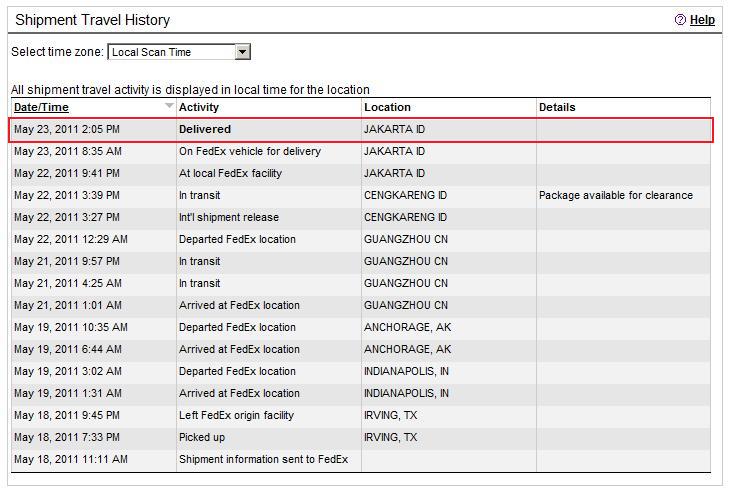 Shipment Travel History
Help
Select time zone: Local Scan Time
All shipment travel activity is displayed in local time for the location
Date/Time Activity Location Details
May 23, 2011 2:05 PM Delivered JAKARTA ID
May 23, 2011 8:35 AM On FedEx vehicle for delivery JAKARTA ID
May 22, 2011 9:41 PM At local FedEx facility JAKARTA ID
May 22, 2011 3:39 PM In transit CENGKARENG ID Package available for clearance
May 22, 2011 3:27 PM Int'l shipment release CENGKARENG ID
May 22, 2011 12:29 AM Departed FedEx location GUANGZHOU CN
May 21, 2011 9:57 PM In transit GUANGZHOU CN
May 21, 2011 4:25 AM In transit GUANGZHOU CN
May 21, 2011 1:01 AM Arrived at FedEx location GUANGZHOU CN
May 19, 2011 10:35 AM Departed FedEx location ANCHORAGE, AK
May 19, 2011 6:44 AM Arrived at FedEx location ANCHORAGE, AK
May 19, 2011 3:02 AM Departed FedEx location INDIANAPOLIS, IN
May 19, 2011 1:31 AM Arrived at FedEx location INDIANAPOLIS, IN
May 18, 2011 9:45 PM Left FedEx origin facility IRVING, TX
May 18, 2011 7:33 PM Picked up IRVING, TX
May 18, 2011 11:11 AM Shipment information sent to FedEx